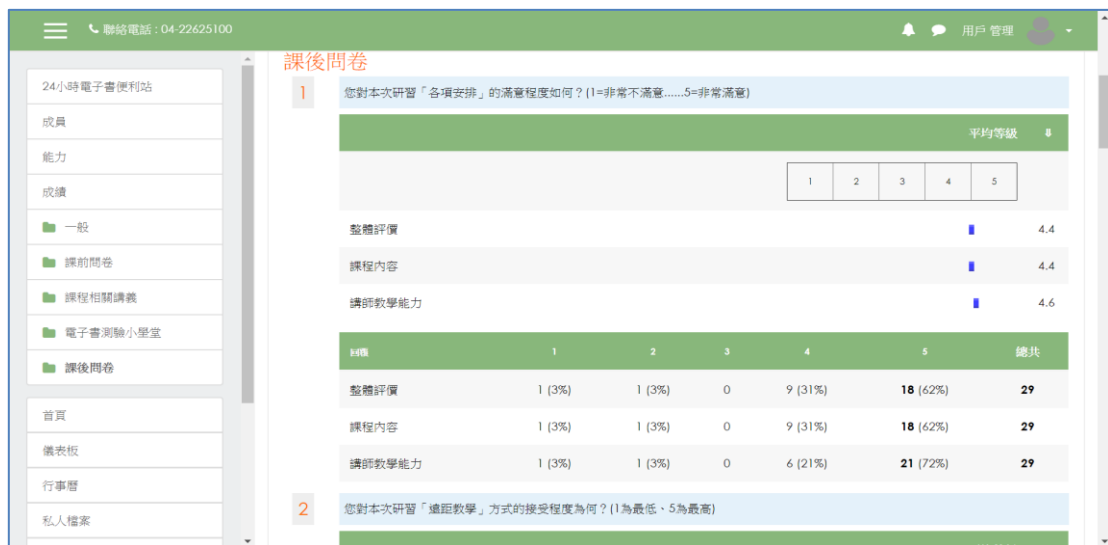 聯絡電話 : 04-22625100
用戶 管理
24小時電子書便利站
成員
能力
成績
一般
課前問卷
課程相關講義
電子書測驗小學堂
課後問卷
首頁
儀表板
行事曆
私人檔案
課後問卷
1
您對本次研習「各項安排」的滿意程度如何？(1=非常不滿意......5=非常滿意)
平均等級
1 2 3 4 5
整體評價 4.4
課程內容 4.4
講師教學能力 4.6
回覆 1 2 3 4 5 總共
整體評價 1 (3%) 1 (3%) 0 9 (31%) 18 (62%) 29
課程內容 1 (3%) 1 (3%) 0 9 (31%) 18 (62%) 29
講師教學能力 1 (3%) 1 (3%) 0 6 (21%) 21 (72%) 29
2
您對本次研習「遠距教學」方式的接受程度為何？(1為最低、5為最高)